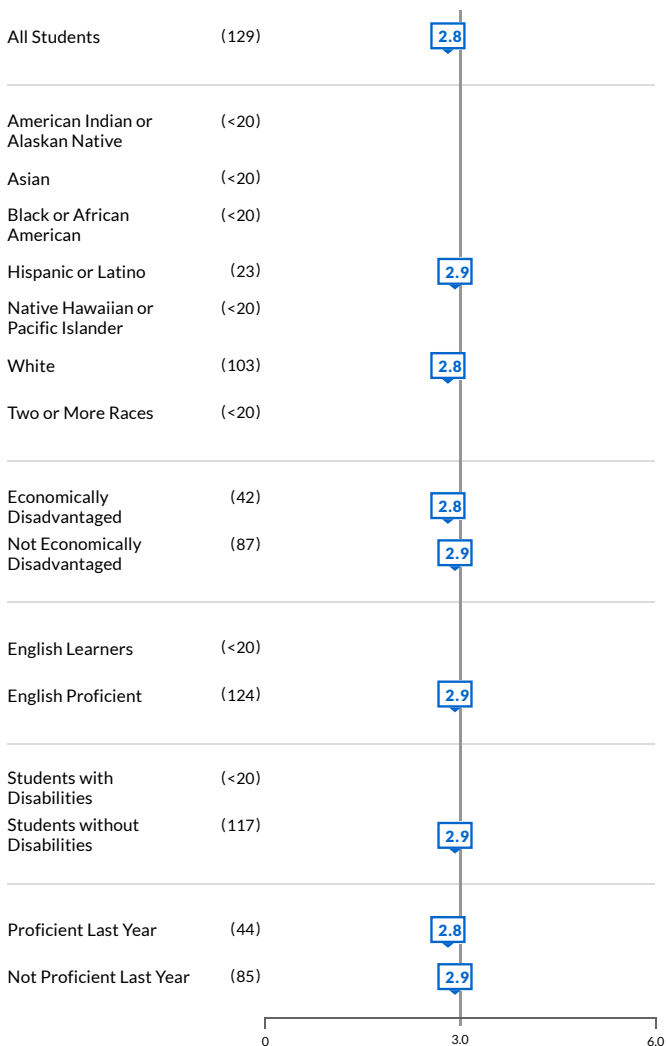 All Students (129) 2.8
American Indian or (<20)
Alaskan Native
Asian (<20)
Black or African (<20)
American
Hispanic or Latino (23) 2.9
Native Hawaiian or (<20)
Pacific Islander
White (103) 2.8
Two or More Races (<20)
Economically (42) 2.8
Disadvantaged
Not Economically (87) 2.9
Disadvantaged
English Learners (<20)
English Proficient (124) 2.9
Students with (<20)
Disabilities
Students without (117) 2.9
Disabilities
Proficient Last Year (44) 2.8
Not Proficient Last Year (85) 2.9
0 3.0 6.0